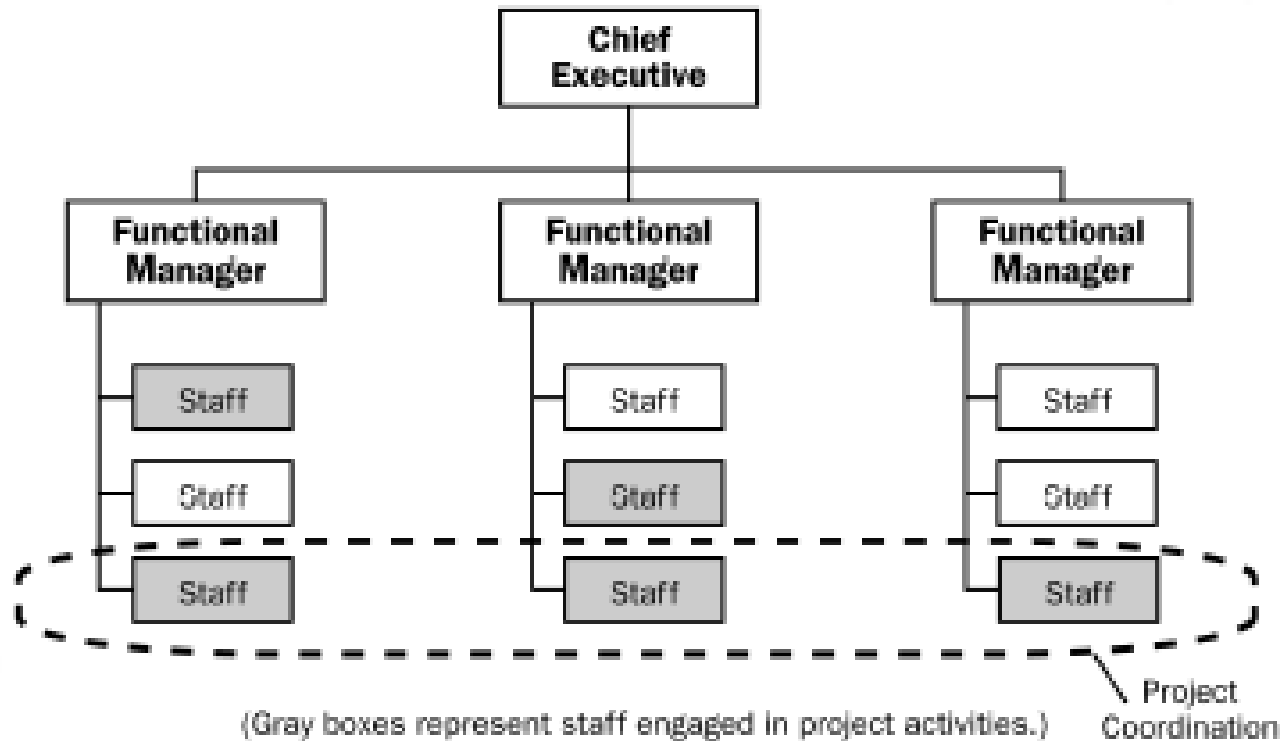 Chief
Executive
Functional
Manager
Functional
Manager
Functional
Manager
Staff
Staff
Staff
Staff
Staff
Staff
Staff
Staff
Staff
(Gray boxes represent staff engaged in project activities.)
Project
Coordination